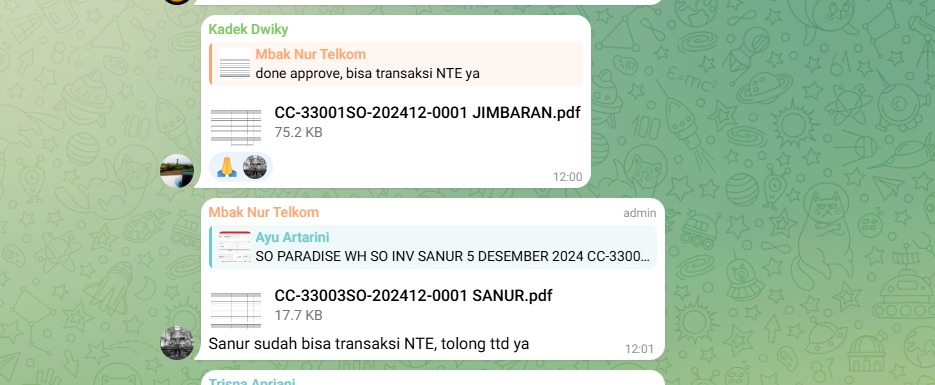 Kadek Dwiky
Mbak Nur Telkom
done approve, bisa transaksi NTE ya
CC-33001SO-202412-0001 JIMBARAN.pdf
75.2 KB
12:00
Mbak Nur Telkom
admin
Ayu Artarini
SO PARADISE WH SO INV SANUR 5 DESEMBER 2024 CC-3300...
CC-33003SO-202412-0001 SANUR.pdf
17.7 KB
Sanur sudah bisa transaksi NTE, tolong ttd ya
12:01
Trisna Apriani